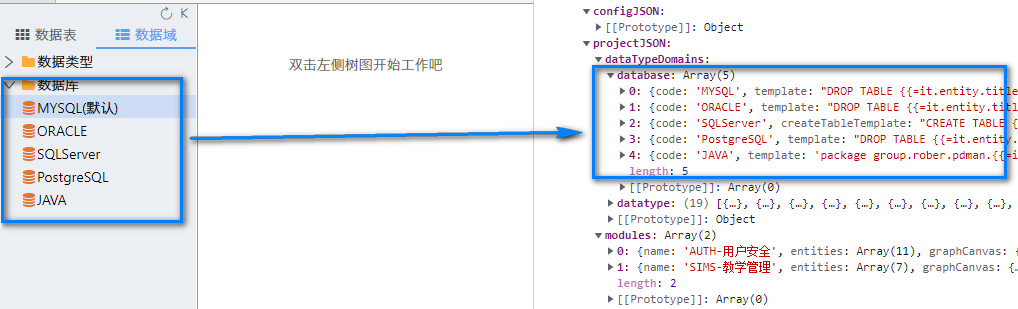 数据表 数据域
数据类型
数据库
MYSQL(默认)
ORACLE
SQLServer
PostgreSQL
JAVA
双击左侧树图开始工作吧
configJSON:
[[Prototype]]: Object
projectJSON:
dataTypeDomains:
database: Array(5)
0: {code: 'MYSQL', template: "DROP TABLE {{=it.entity.title
1: {code: 'ORACLE', template: "DROP TABLE {{=it.entity.titl
2: {code: 'SQLServer', createTableTemplate: "CREATE TABLE {
3: {code: 'PostgreSQL', template: "DROP TABLE {{=it.entity.
4: {code: 'JAVA', template: 'package group.rober.pdman.{{=i
length: 5
[[Prototype]]: Array(0)
datatype: (19) [{…}, {…}, {…}, {…}, {…}, {…}, {…}, {…}, {…},
[[Prototype]]: Object
modules: Array(2)
0: {name: 'AUTH-用户安全', entities: Array(11), graphCanvas: {
1: {name: 'SIMS-教学管理', entities: Array(7), graphCanvas: {…
length: 2
[[Prototype]]: Array(0)